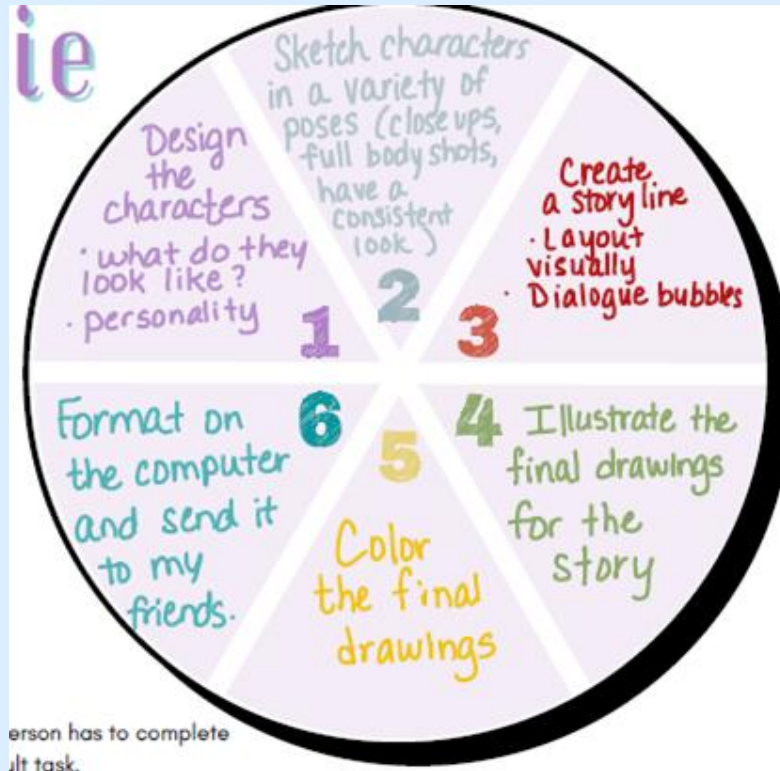 ie
Design
the
characters
· what do they
look like?
· personality
1
Sketch characters
in a variety of
poses (close ups,
full body shots,
have a
consistent
look)
2
Create
a story line
· Layout
visually
· Dialogue bubbles
3
4
Illustrate the
final drawings
for the
story
5
Color
the final
drawings
6
Format on
the computer
and send it
to my
friends.
erson has to complete
ult task.